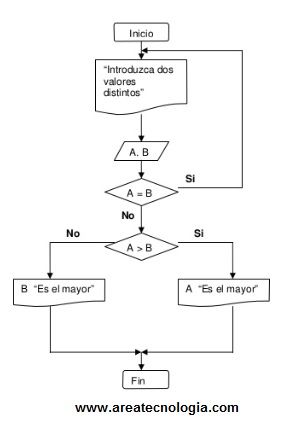 Inicio
“Introduzca dos
valores
distintos”
A. B
Si
A = B
No
No
Si
A > B
B “Es el mayor”
A “Es el mayor”
Fin
www.areatecnologia.com